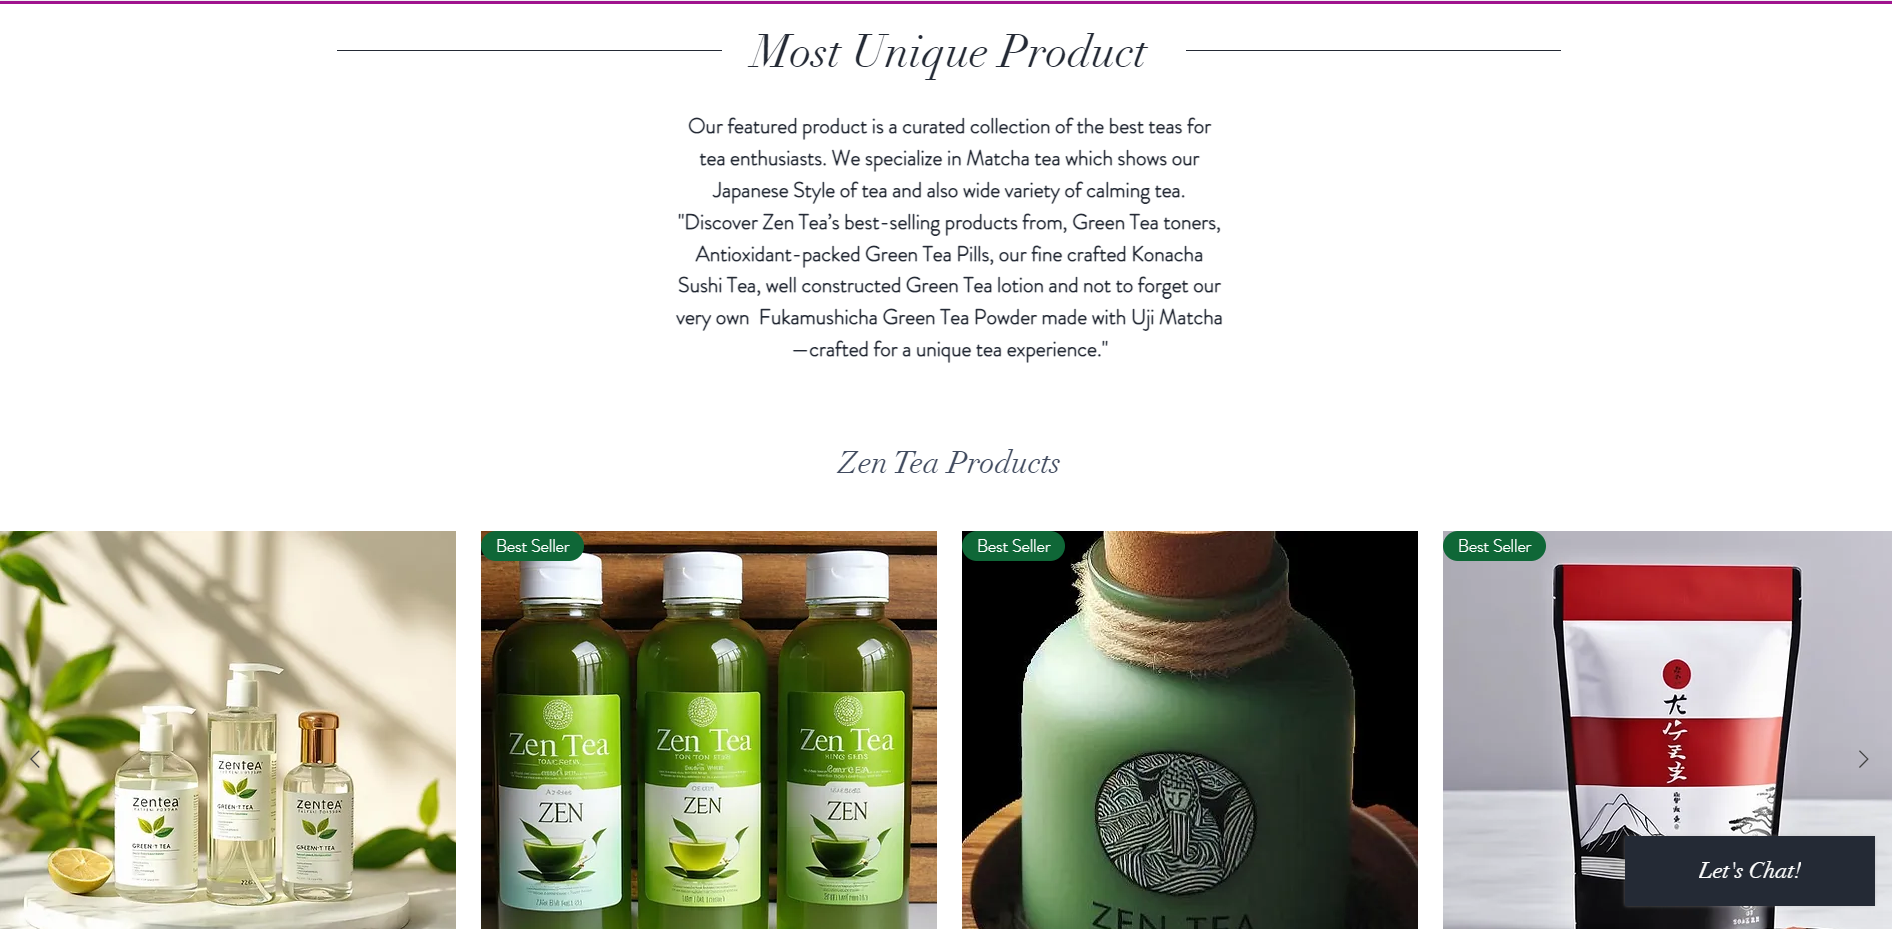 Most Unique Product
Our featured product is a curated collection of the best teas for
tea enthusiasts. We specialize in Matcha tea which shows our
Japanese Style of tea and also wide variety of calming tea.
"Discover Zen Tea’s best-selling products from, Green Tea toners,
Antioxidant-packed Green Tea Pills, our fine crafted Konacha
Sushi Tea, well constructed Green Tea lotion and not to forget our
very own  Fukamushicha Green Tea Powder made with Uji Matcha
—crafted for a unique tea experience."
Zen Tea Products
Best Seller
Best Seller
Best Seller
zentea
GREEN-T TEA
zentea
GREEN-T TEA
zentea
Zen Tea
ZEN
Zen Tea
ZEN
Zen Tea
ZEN
ZEN TEA
Let's Chat!